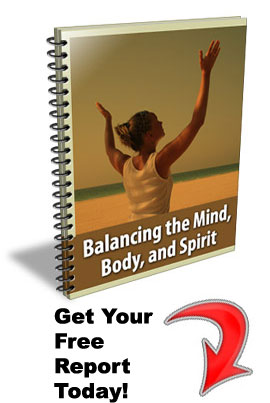 Balancing the Mind,
Body, and Spirit
Get Your
Free
Report
Today!